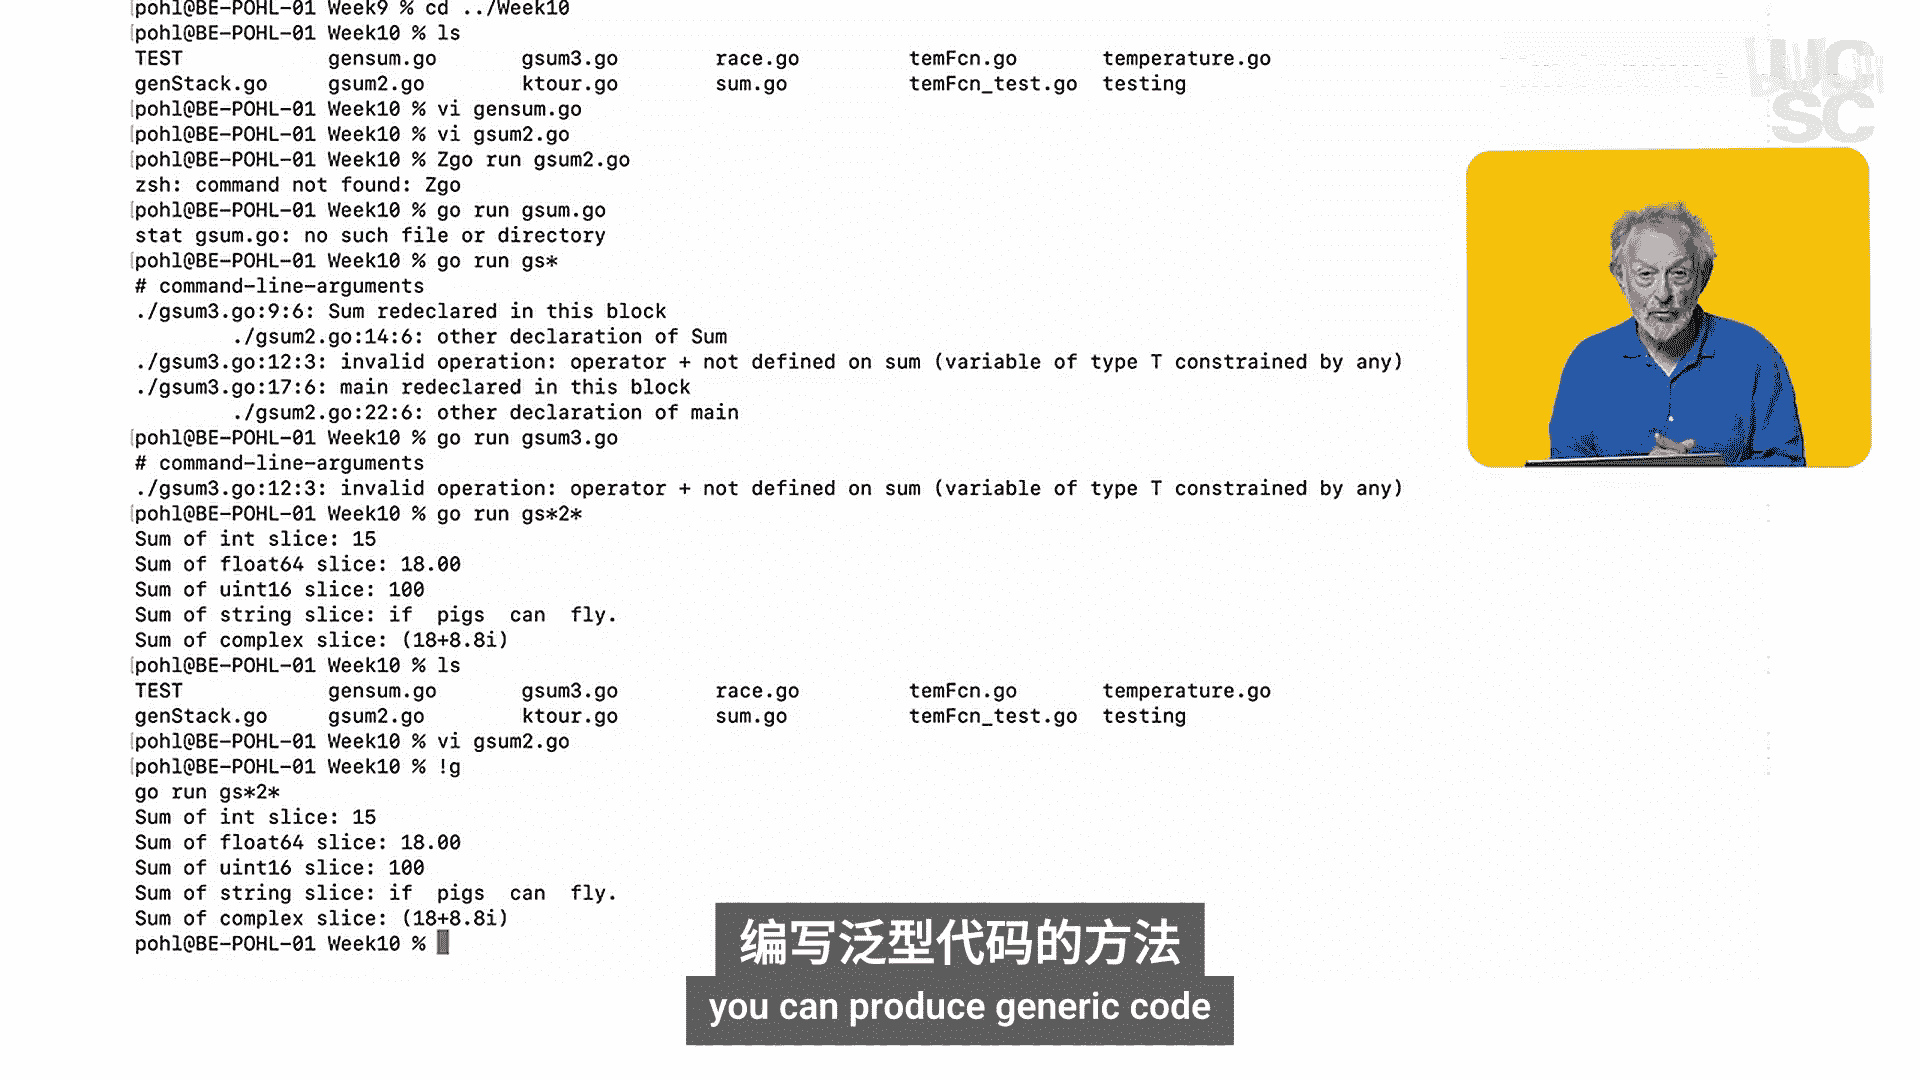 pohl@BE-POHL-01 Week9 % cd ../Week10
pohl@BE-POHL-01 Week10 % ls
TEST gensum.go gsum3.go race.go temFcn.go temperature.go
genStack.go gsum2.go ktour.go sum.go temFcn_test.go testing
pohl@BE-POHL-01 Week10 % vi gensum.go
pohl@BE-POHL-01 Week10 % vi gsum2.go
pohl@BE-POHL-01 Week10 % Zgo run gsum2.go
zsh: command not found: Zgo
pohl@BE-POHL-01 Week10 % go run gsum.go
stat gsum.go: no such file or directory
pohl@BE-POHL-01 Week10 % go run gs*
# command-line-arguments
./gsum3.go:9:6: Sum redeclared in this block
./gsum2.go:14:6: other declaration of Sum
./gsum3.go:12:3: invalid operation: operator + not defined on sum (variable of type T constrained by any)
./gsum3.go:17:6: main redeclared in this block
./gsum2.go:22:6: other declaration of main
pohl@BE-POHL-01 Week10 % go run gsum3.go
# command-line-arguments
./gsum3.go:12:3: invalid operation: operator + not defined on sum (variable of type T constrained by any)
pohl@BE-POHL-01 Week10 % go run gs*2*
Sum of int slice: 15
Sum of float64 slice: 18.00
Sum of uint16 slice: 100
Sum of string slice: if  pigs  can  fly.
Sum of complex slice: (18+8.8i)
pohl@BE-POHL-01 Week10 % ls
TEST gensum.go gsum3.go race.go temFcn.go temperature.go
genStack.go gsum2.go ktour.go sum.go temFcn_test.go testing
pohl@BE-POHL-01 Week10 % vi gsum2.go
pohl@BE-POHL-01 Week10 % !g
go run gs*2*
Sum of int slice: 15
Sum of float64 slice: 18.00
Sum of uint16 slice: 100
Sum of string slice: if  pigs  can  fly.
Sum of complex slice: (18+8.8i)
pohl@BE-POHL-01 Week10 %
UC
SC
编写泛型代码的方法
you can produce generic code